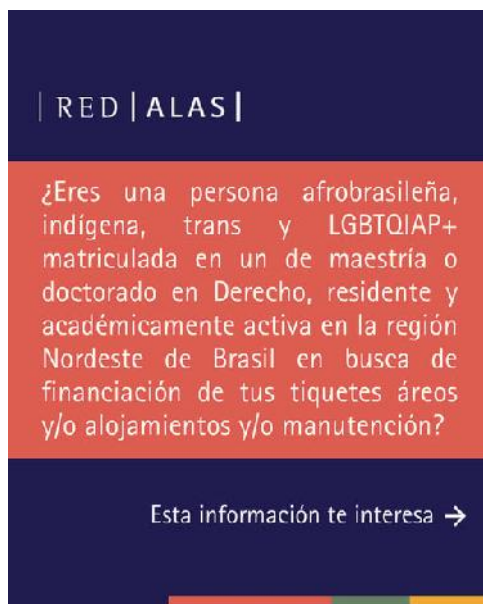 | RED | ALAS |
¿Eres una persona afrobrasileña,
indígena, trans y LGBTQIAP+
matriculada en un de maestría o
doctorado en Derecho, residente y
académicamente activa en la región
Nordeste de Brasil en busca de
financiación de tus tiquetes áreos
y/o alojamientos y/o manutención?
Esta información te interesa →